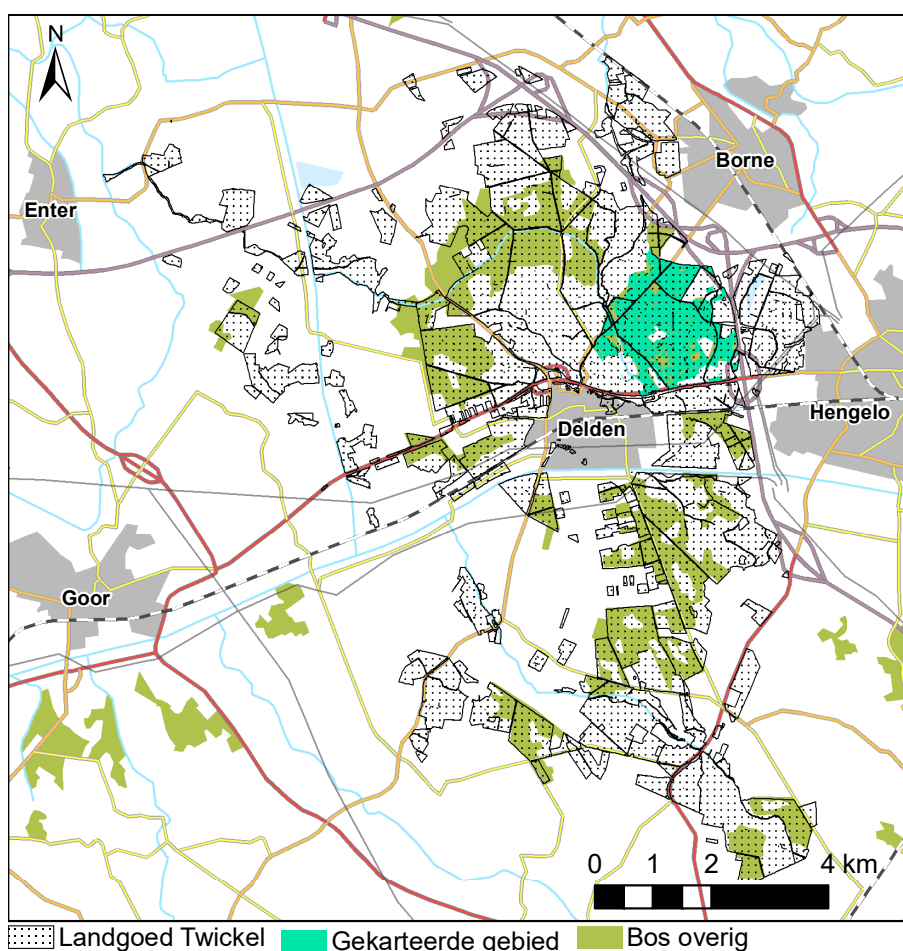 N
Borne
Enter
Hengelo
Delden
Goor
0 1 2 4 km
Landgoed Twickel Gekarteerde gebied Bos overig